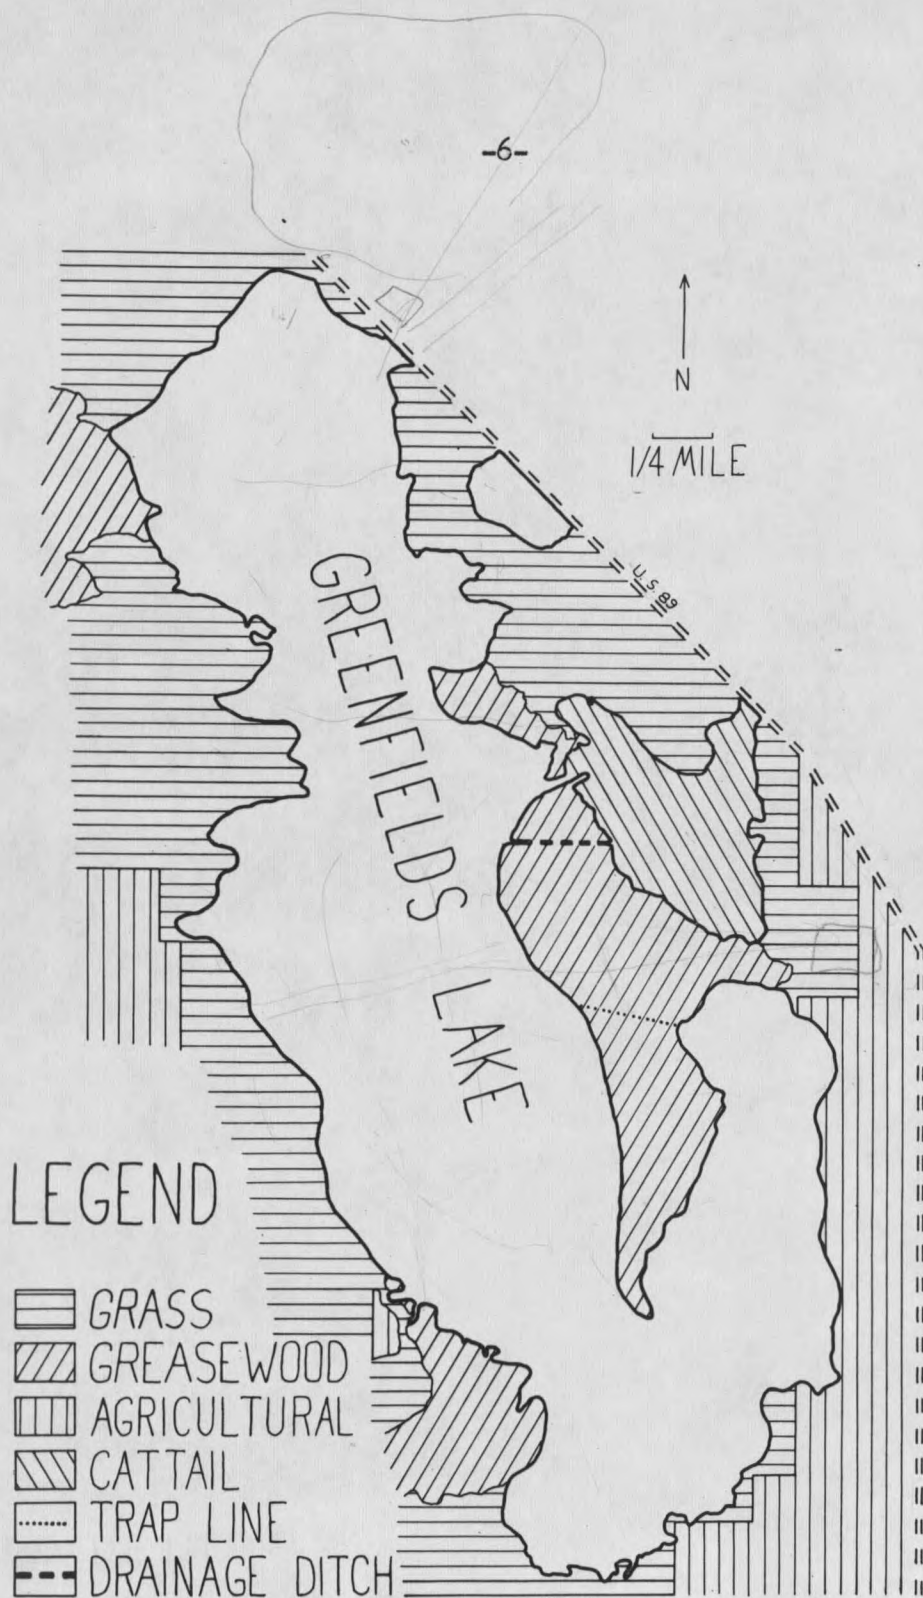 -6-
N
1/4 MILE
U.S. 89
GREENFIELDS LAKE
LEGEND
GRASS
GREASEWOOD
AGRICULTURAL
CATTAIL
TRAP LINE
DRAINAGE DITCH